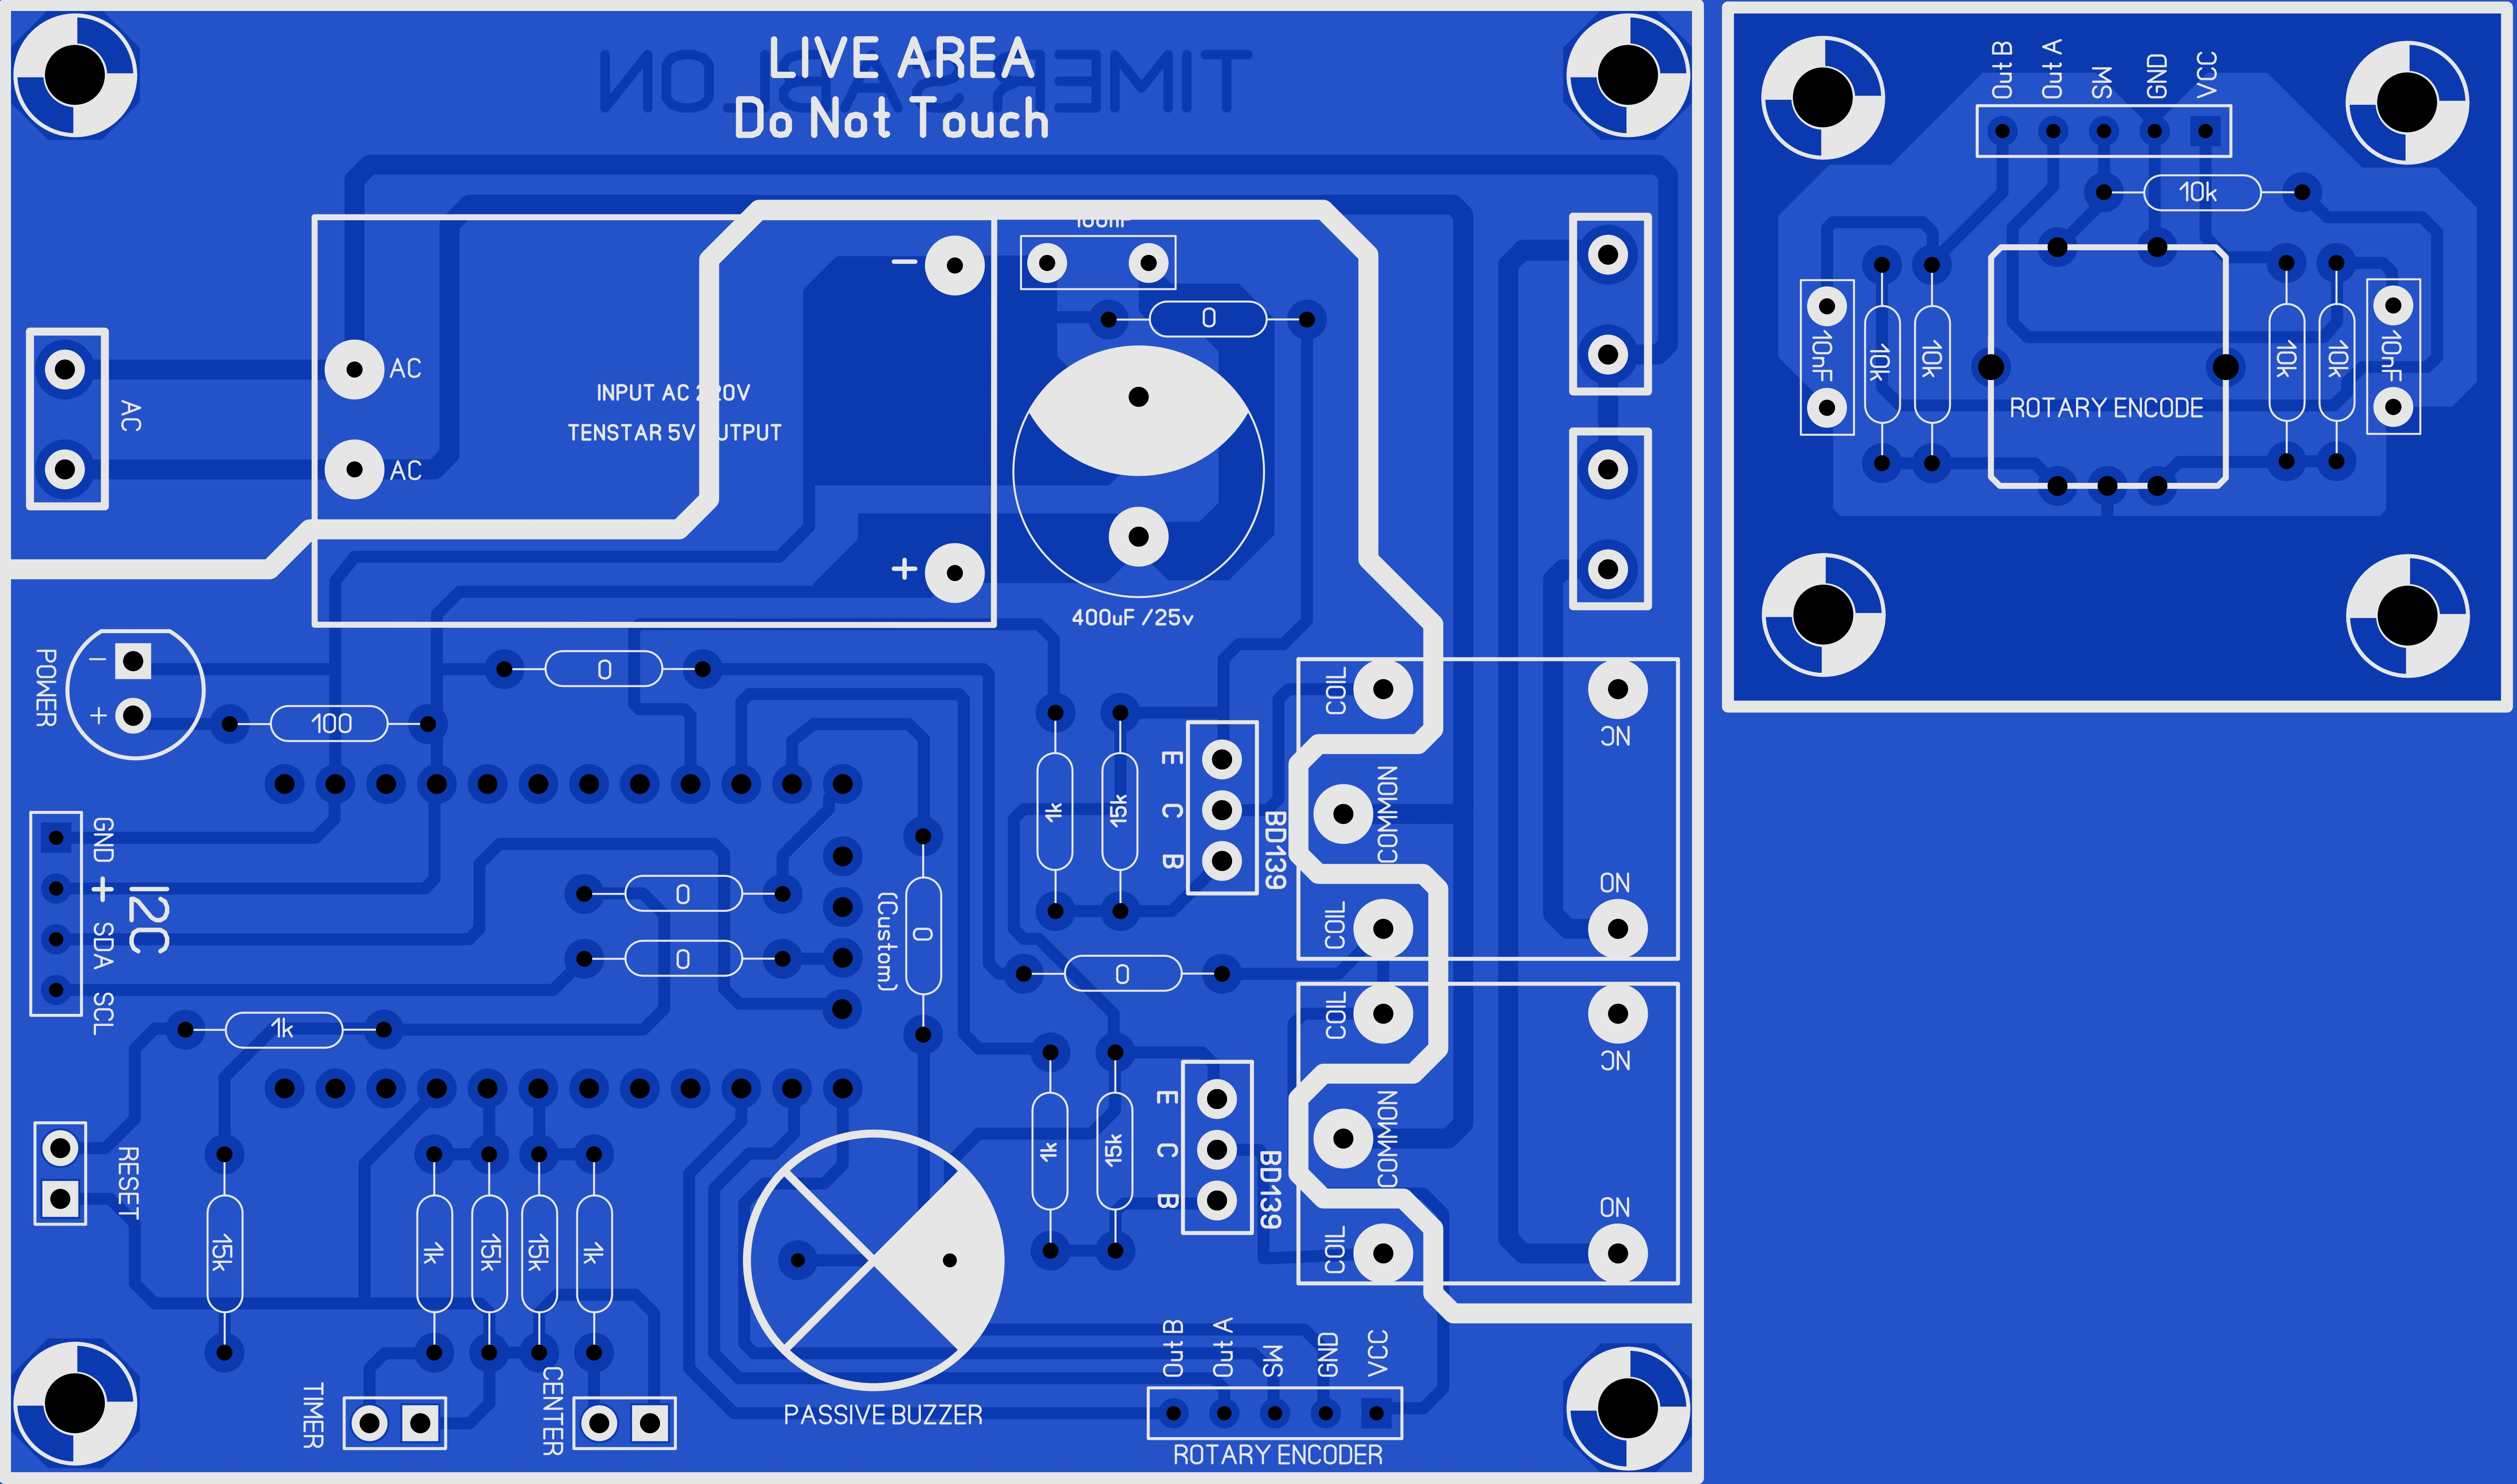 LIVE AREA
Do Not Touch
TIMER SABLON
100nF
0
AC
AC
AC
INPUT AC 220V
TENSTAR 5V OUTPUT
−
+
400uF /25v
POWER
−
+
100
0
GND
+
SDA
SCL
I2C
0
0
(Custom)
0
1k
15k
E
C
B
BD139
COIL
COMMON
COIL
NC
NO
0
1k
RESET
15k
1k
15k
15k
1k
TIMER
CENTER
PASSIVE BUZZER
1k
15k
E
C
B
BD139
COIL
COMMON
COIL
NC
NO
Out B
Out A
MS
GND
VCC
ROTARY ENCODER
Out B
Out A
SW
GND
VCC
10k
10nF
10k
10k
ROTARY ENCODE
10k
10k
10nF